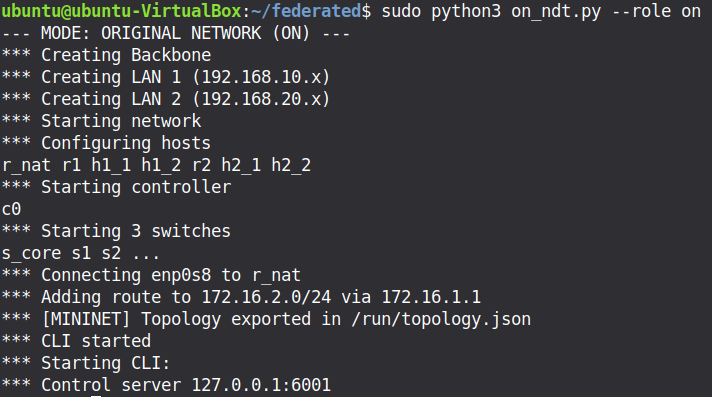 ubuntu@ubuntu-VirtualBox:~/federated$ sudo python3 on_ndt.py --role on
--- MODE: ORIGINAL NETWORK (ON) ---
*** Creating Backbone
*** Creating LAN 1 (192.168.10.x)
*** Creating LAN 2 (192.168.20.x)
*** Starting network
*** Configuring hosts
r_nat r1 h1_1 h1_2 r2 h2_1 h2_2
*** Starting controller
c0
*** Starting 3 switches
s_core s1 s2 ...
*** Connecting enp0s8 to r_nat
*** Adding route to 172.16.2.0/24 via 172.16.1.1
*** [MININET] Topology exported in /run/topology.json
*** CLI started
*** Starting CLI:
*** Control server 127.0.0.1:6001